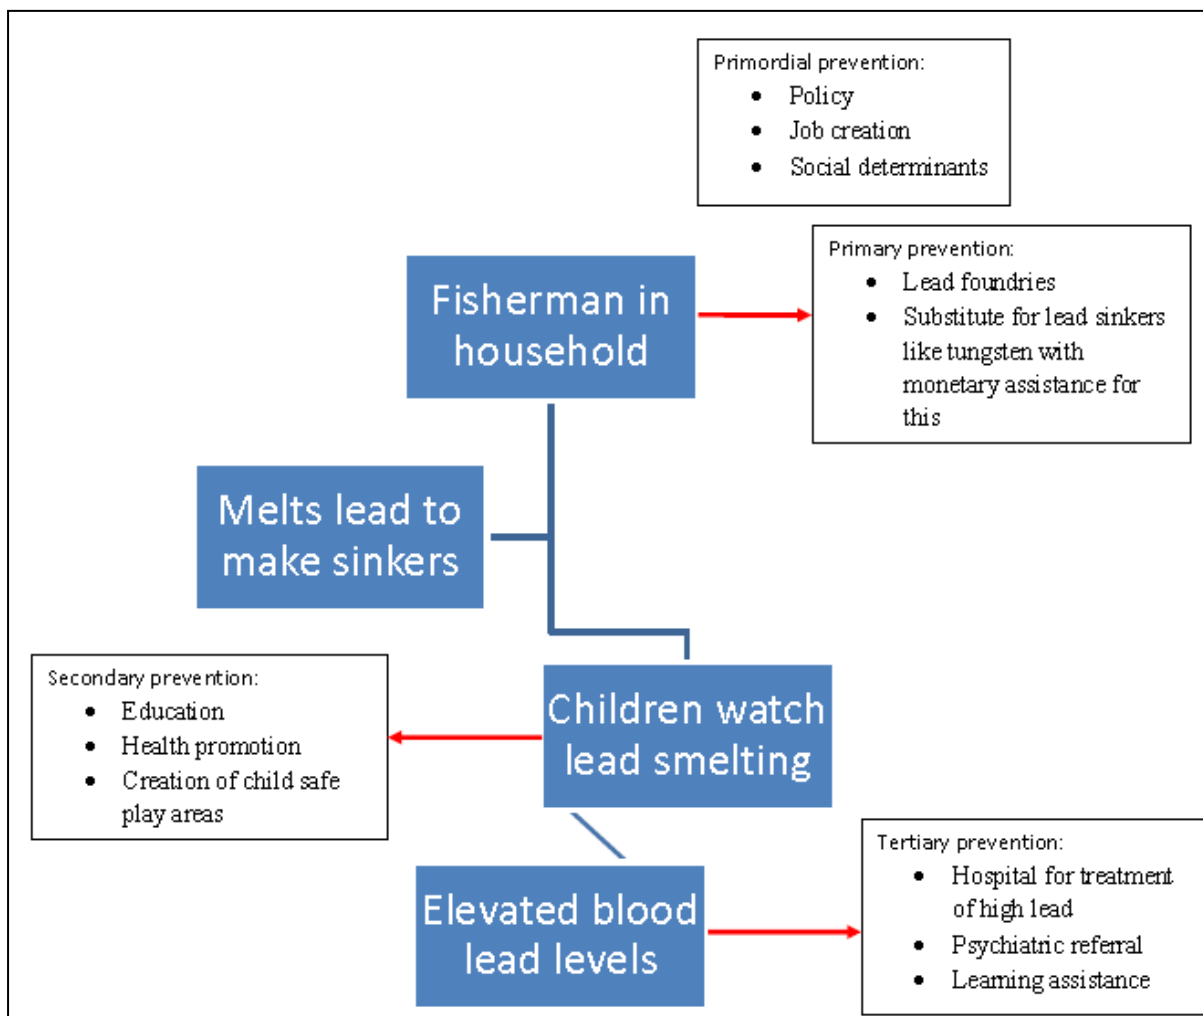 Primordial prevention:
• Policy
• Job creation
• Social determinants
Fisherman in
household
Primary prevention:
• Lead foundries
• Substitute for lead sinkers
like tungsten with
monetary assistance for
this
Melts lead to
make sinkers
Secondary prevention:
• Education
• Health promotion
• Creation of child safe
play areas
Children watch
lead smelting
Elevated blood
lead levels
Tertiary prevention:
• Hospital for treatment
of high lead
• Psychiatric referral
• Learning assistance